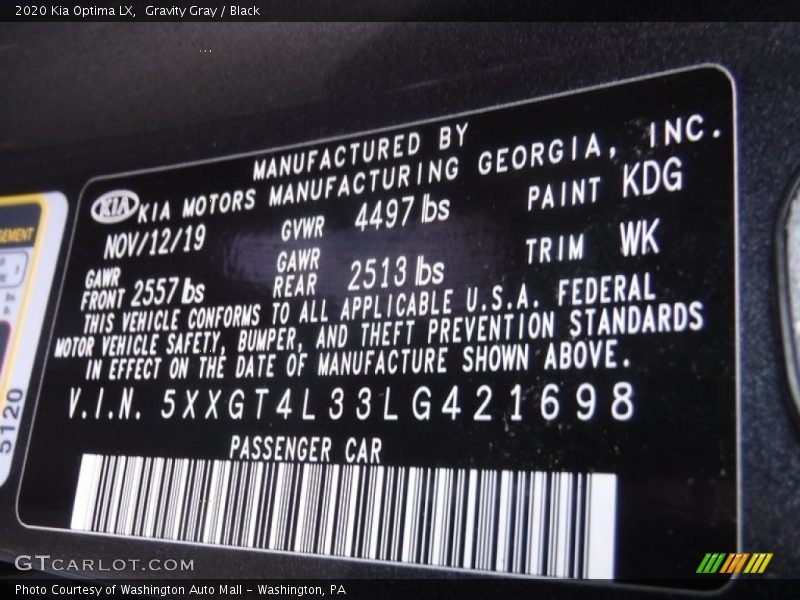 2020 Kia Optima LX,  Gravity Gray / Black
MANUFACTURED BY
KIA KIA MOTORS MANUFACTURING GEORGIA, INC.
NOV/12/19 GVWR 4497 lbs PAINT KDG
GAWR FRONT 2557 lbs GAWR REAR 2513 lbs TRIM WK
THIS VEHICLE CONFORMS TO ALL APPLICABLE U.S.A. FEDERAL
MOTOR VEHICLE SAFETY, BUMPER, AND THEFT PREVENTION STANDARDS
IN EFFECT ON THE DATE OF MANUFACTURE SHOWN ABOVE.
V.I.N. 5XXGT4L33LG421698
PASSENGER CAR
5120
GTCARLOT.COM
Photo Courtesy of Washington Auto Mall – Washington, PA